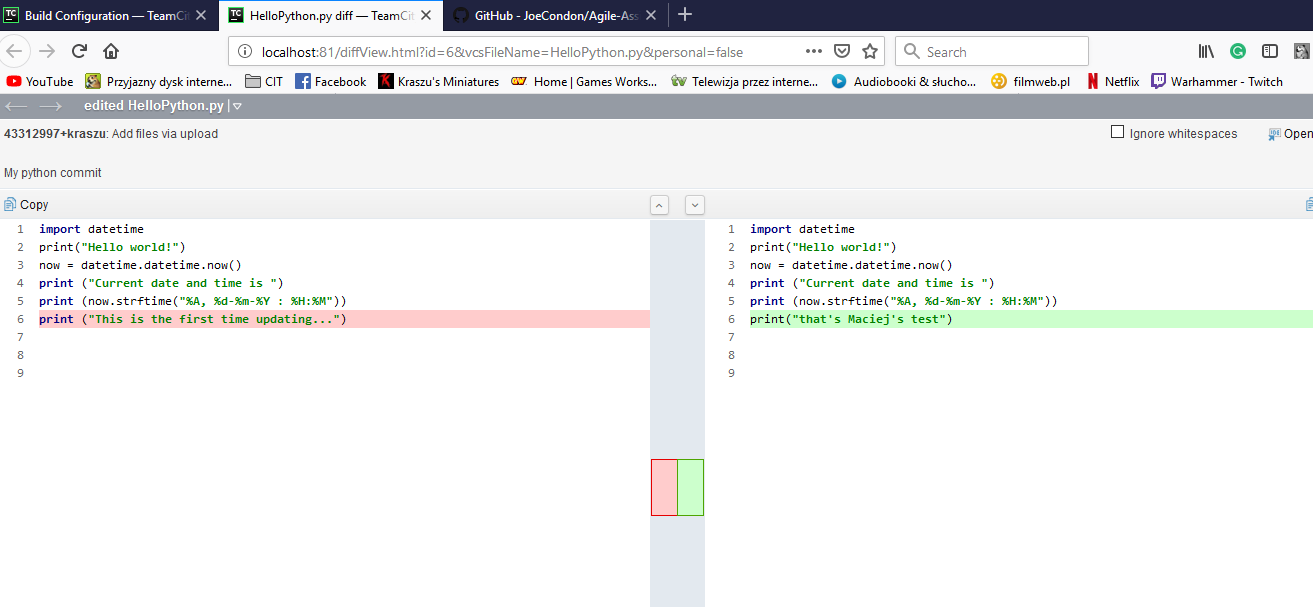 Build Configuration — TeamCit
HelloPython.py diff — TeamCit
GitHub - JoeCondon/Agile-Ass
localhost:81/diffView.html?id=6&vcsFileName=HelloPython.py&personal=false
Search
YouTube
Przyjazny dysk interne...
CIT
Facebook
Kraszu's Miniatures
Home | Games Works...
Telewizja przez interne...
Audiobooki & słucho...
filmweb.pl
Netflix
Warhammer - Twitch
edited HelloPython.py |
43312997+kraszu: Add files via upload
Ignore whitespaces
Open
My python commit
Copy
1 import datetime
2 print("Hello world!")
3 now = datetime.datetime.now()
4 print ("Current date and time is ")
5 print (now.strftime("%A, %d-%m-%Y : %H:%M"))
6 print ("This is the first time updating...")
7
8
9
1 import datetime
2 print("Hello world!")
3 now = datetime.datetime.now()
4 print ("Current date and time is ")
5 print (now.strftime("%A, %d-%m-%Y : %H:%M"))
6 print("that's Maciej's test")
7
8
9